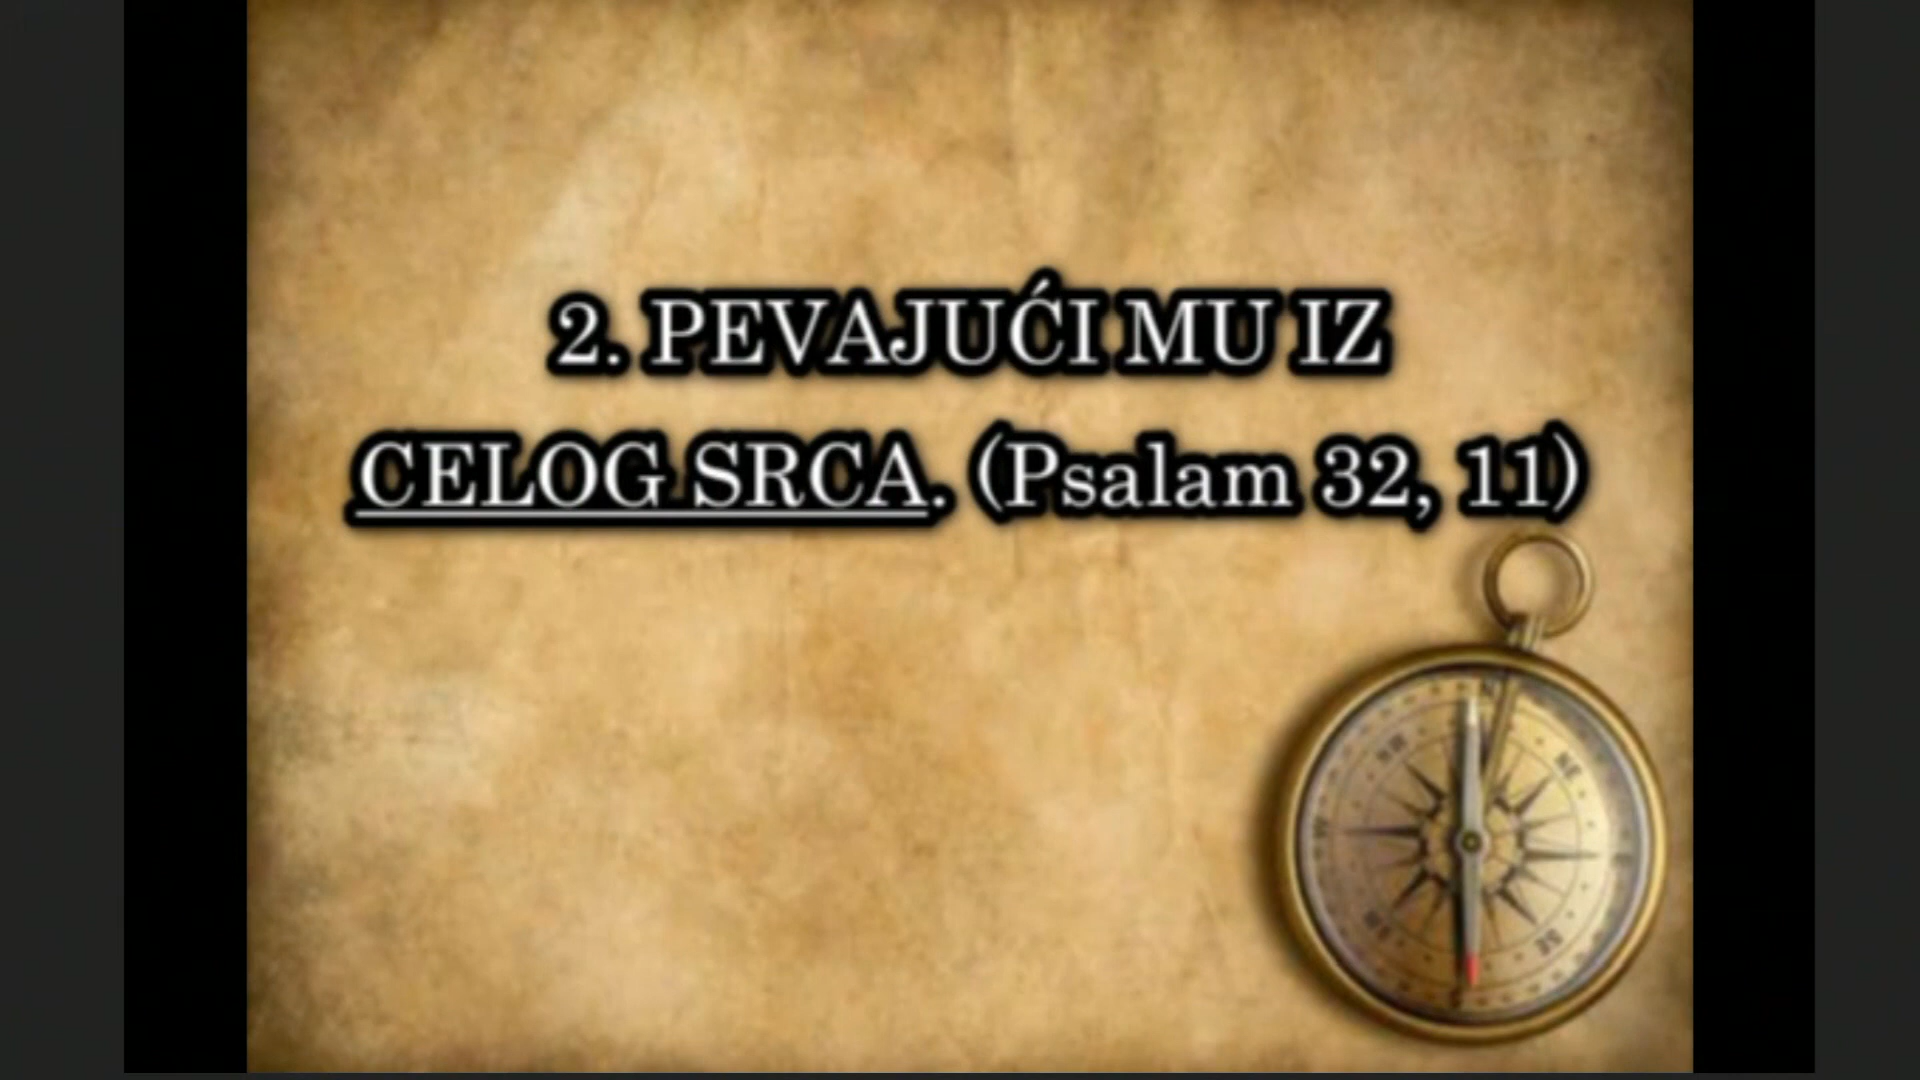 2. PEVAJUĆI MU IZ
CELOG SRCA. (Psalam 32, 11)